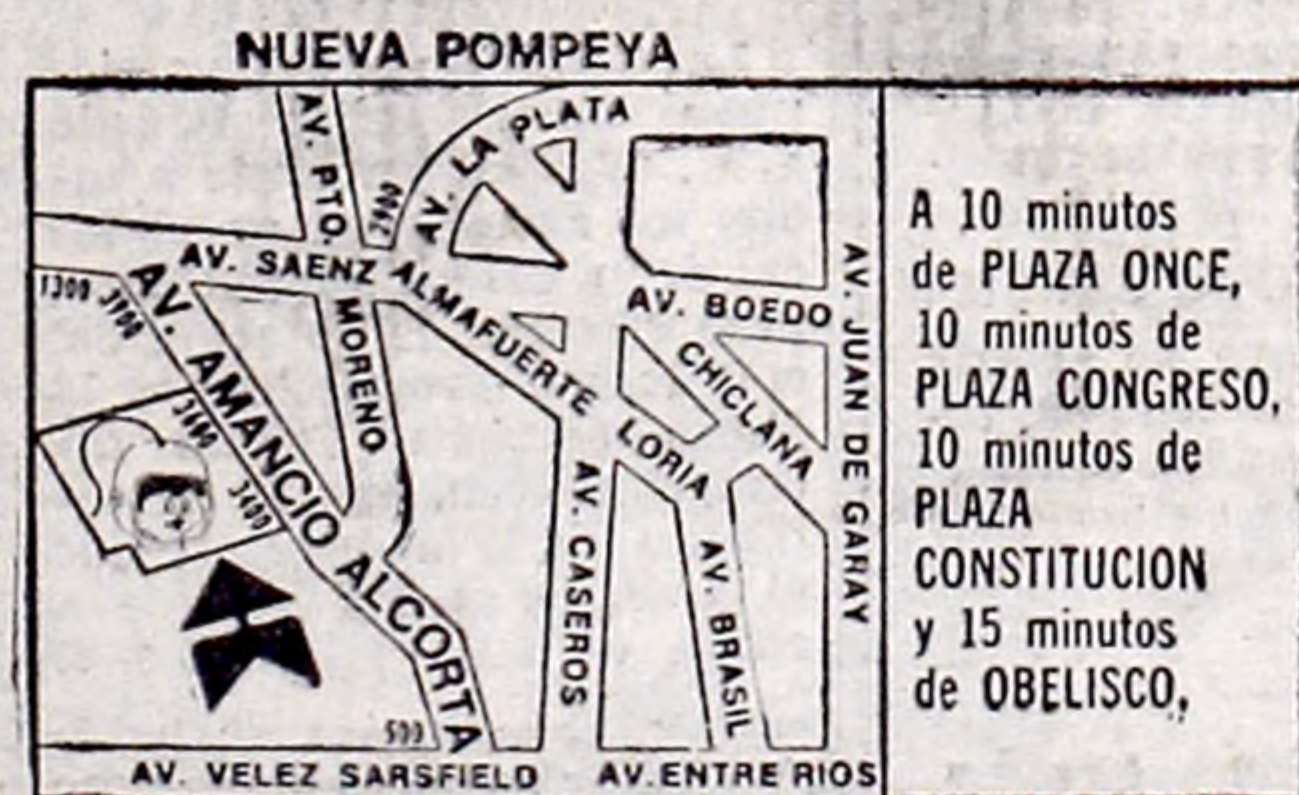 NUEVA POMPEYA
AV. PTO.
MORENO
2900
AV. LA PLATA
AV. SAENZ
ALMAFUERTE
LORIA
1300
3900
AV. AMANCIO ALCORTA
3600
3400
500
AV. BOEDO
CHICLANA
AV. JUAN DE GARAY
AV. CASEROS
AV. BRASIL
AV. VELEZ SARSFIELD
AV. ENTRE RIOS
A 10 minutos
de PLAZA ONCE,
10 minutos de
PLAZA CONGRESO,
10 minutos de
PLAZA
CONSTITUCION
y 15 minutos
de OBELISCO,